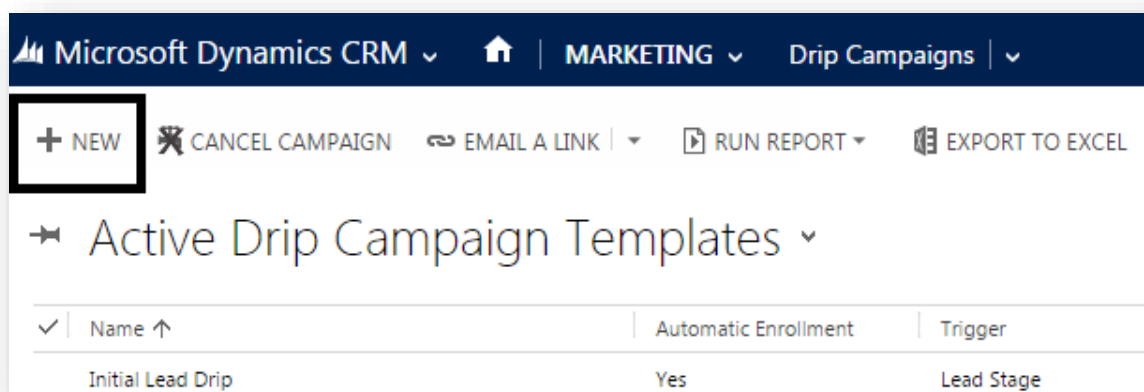 Microsoft Dynamics CRM MARKETING Drip Campaigns
NEW CANCEL CAMPAIGN EMAIL A LINK RUN REPORT EXPORT TO EXCEL
Active Drip Campaign Templates
Name Automatic Enrollment Trigger
Initial Lead Drip Yes Lead Stage